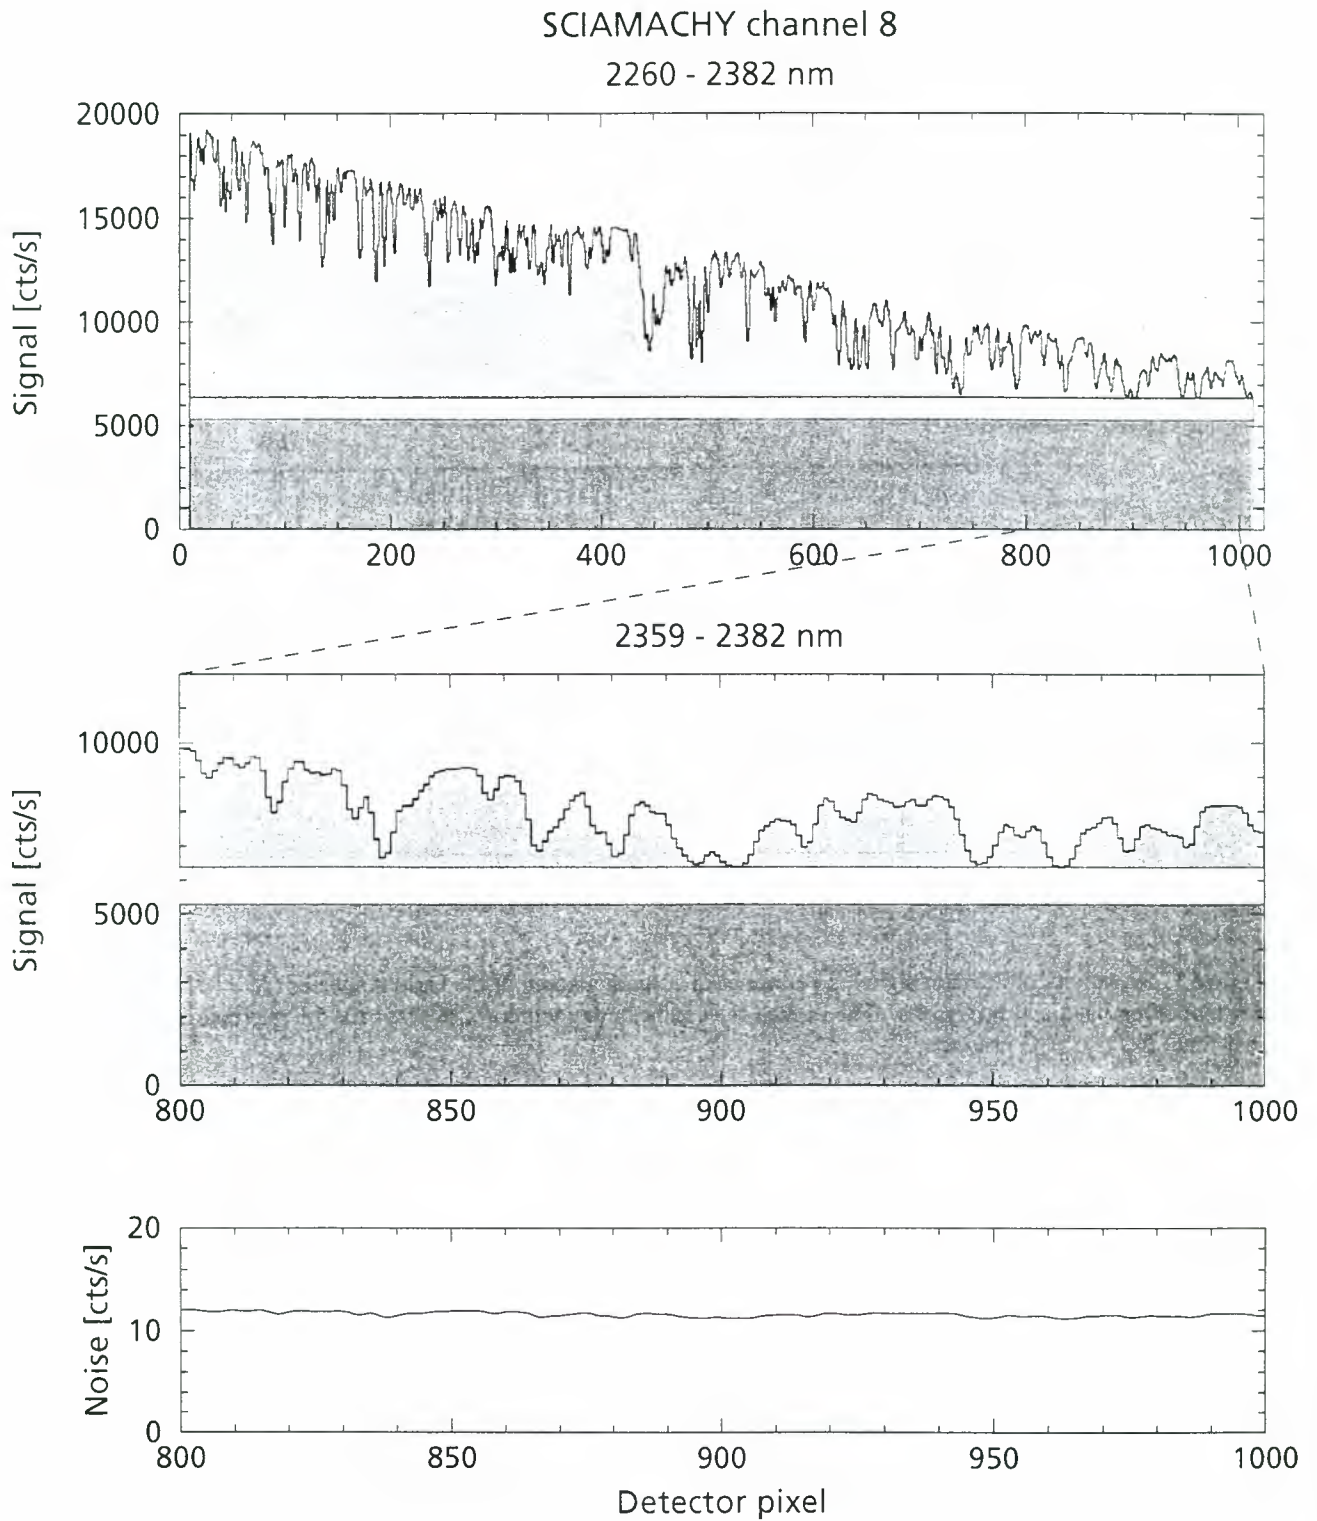 SCIAMACHY channel 8
2260 - 2382 nm
20000
15000
10000
5000
0
Signal [cts/s]
0 200 400 600 800 1000
2359 - 2382 nm
10000
5000
0
Signal [cts/s]
800 850 900 950 1000
20
10
0
Noise [cts/s]
800 850 900 950 1000
Detector pixel